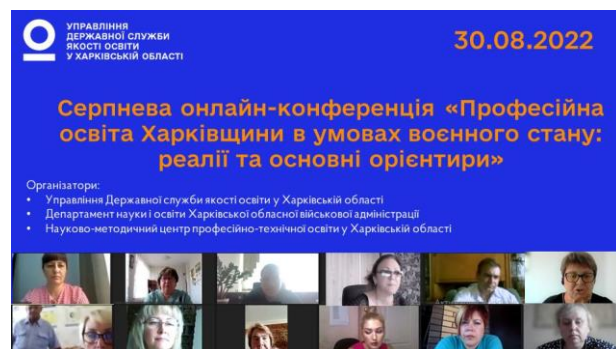 УПРАВЛІННЯ
ДЕРЖАВНОЇ СЛУЖБИ
ЯКОСТІ ОСВІТИ
У ХАРКІВСЬКІЙ ОБЛАСТІ
30.08.2022
Серпнева онлайн-конференція «Професійна
освіта Харківщини в умовах воєнного стану:
реалії та основні орієнтири»
Організатори:
• Управління Державної служби якості освіти у Харківській області
• Департамент науки і освіти Харківської обласної військової адміністрації
• Науково-методичний центр професійно-технічної освіти у Харківській області